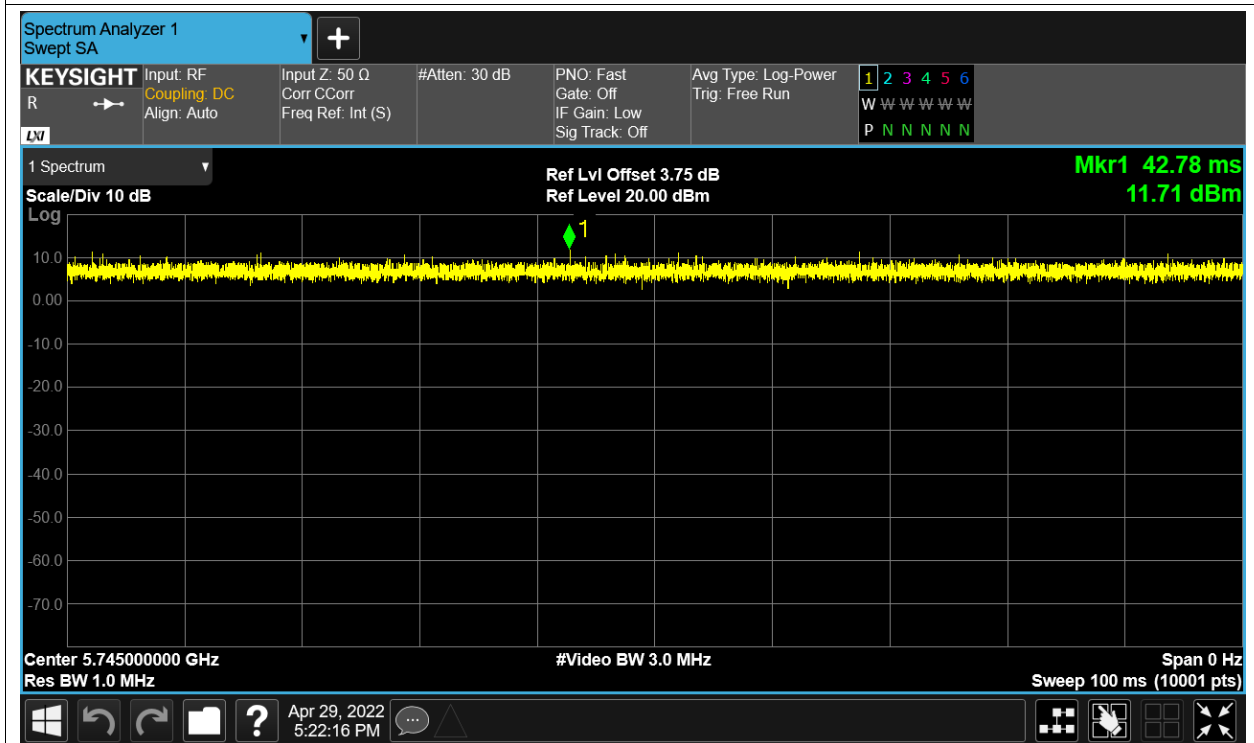 Spectrum Analyzer 1
Swept SA
+
KEYSIGHT
R
LXI
Input: RF
Coupling: DC
Align: Auto
Input Z: 50 Ω
Corr CCorr
Freq Ref: Int (S)
#Atten: 30 dB
PNO: Fast
Gate: Off
IF Gain: Low
Sig Track: Off
Avg Type: Log-Power
Trig: Free Run
1 2 3 4 5 6
W W W W W W
P N N N N N
1 Spectrum
Scale/Div 10 dB
Ref Lvl Offset 3.75 dB
Ref Level 20.00 dBm
Mkr1 42.78 ms
11.71 dBm
Log
1
10.0
0.00
-10.0
-20.0
-30.0
-40.0
-50.0
-60.0
-70.0
Center 5.745000000 GHz
#Video BW 3.0 MHz
Span 0 Hz
Res BW 1.0 MHz
Sweep 100 ms (10001 pts)
?
Apr 29, 2022
5:22:16 PM